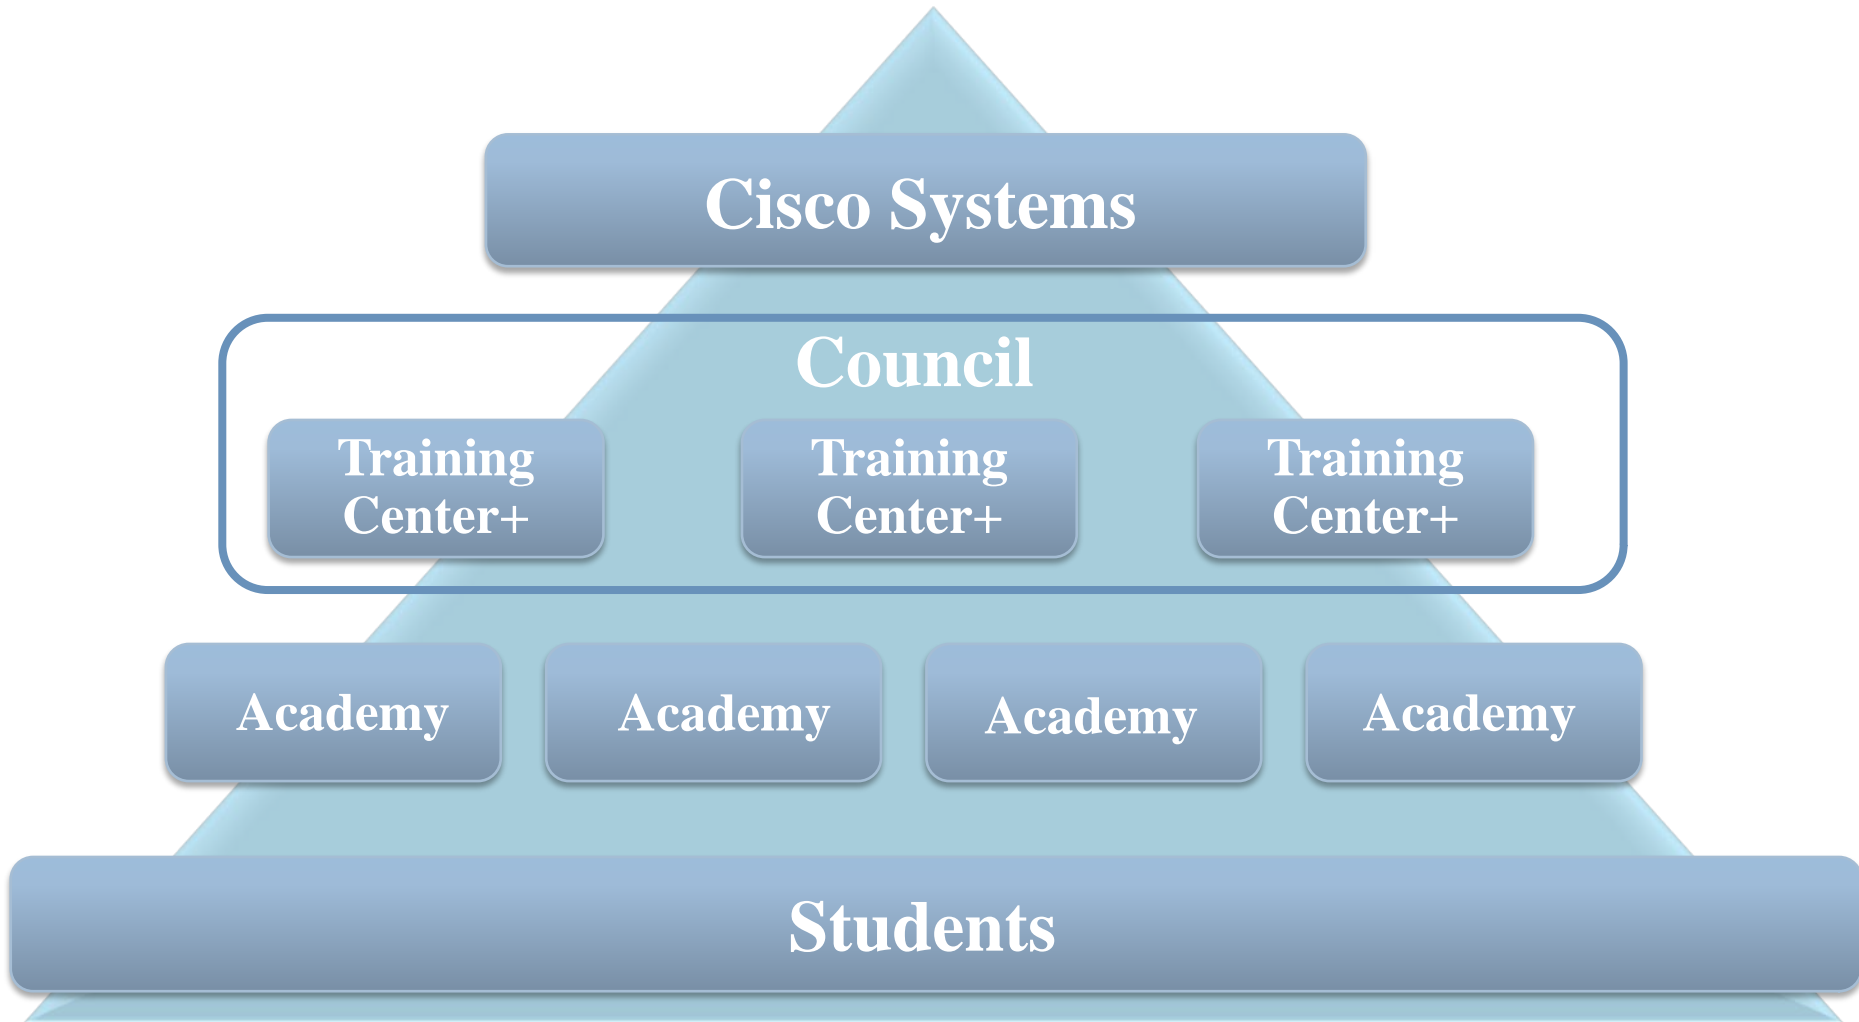 Cisco Systems
Council
Training
Center+
Training
Center+
Training
Center+
Academy
Academy
Academy
Academy
Students